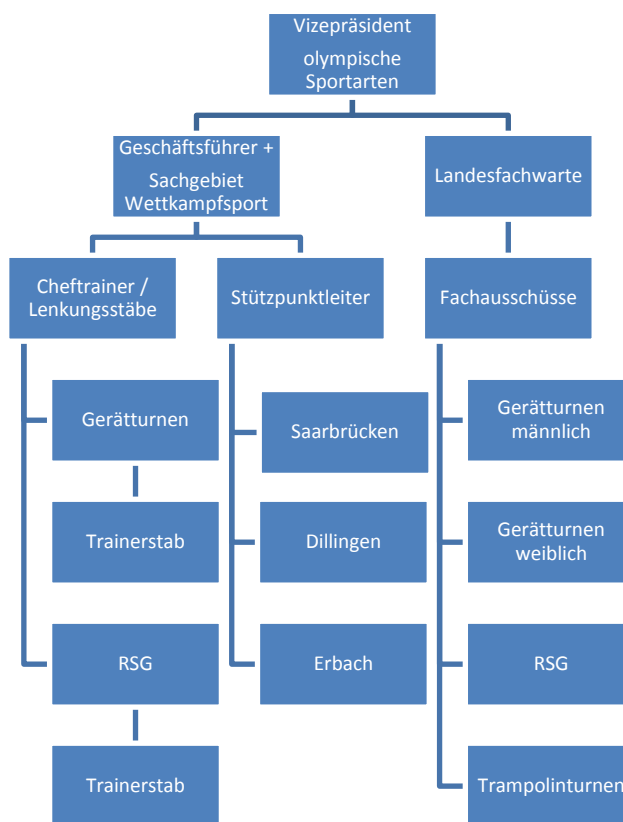 Vizepräsident
olympische
Sportarten
Geschäftsführer +
Sachgebiet
Wettkampfsport
Landesfachwarte
Cheftrainer /
Lenkungsstäbe
Stützpunktleiter
Fachausschüsse
Gerätturnen
Trainerstab
RSG
Trainerstab
Saarbrücken
Dillingen
Erbach
Gerätturnen
männlich
Gerätturnen
weiblich
RSG
Trampolinturnen